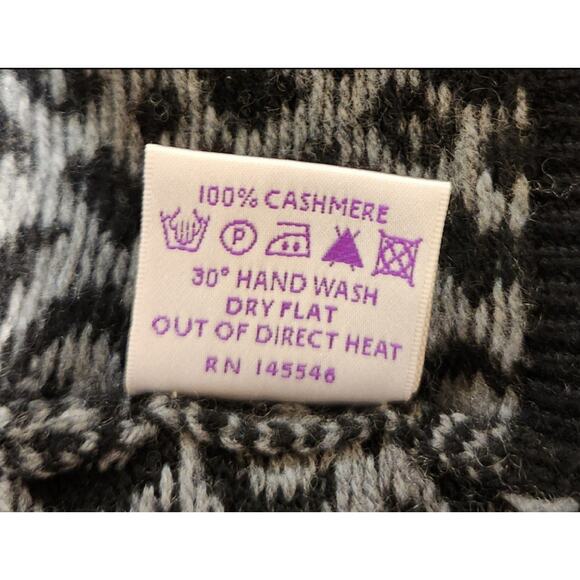 100% CASHMERE
P
30° HAND WASH
DRY FLAT
OUT OF DIRECT HEAT
RN 145546